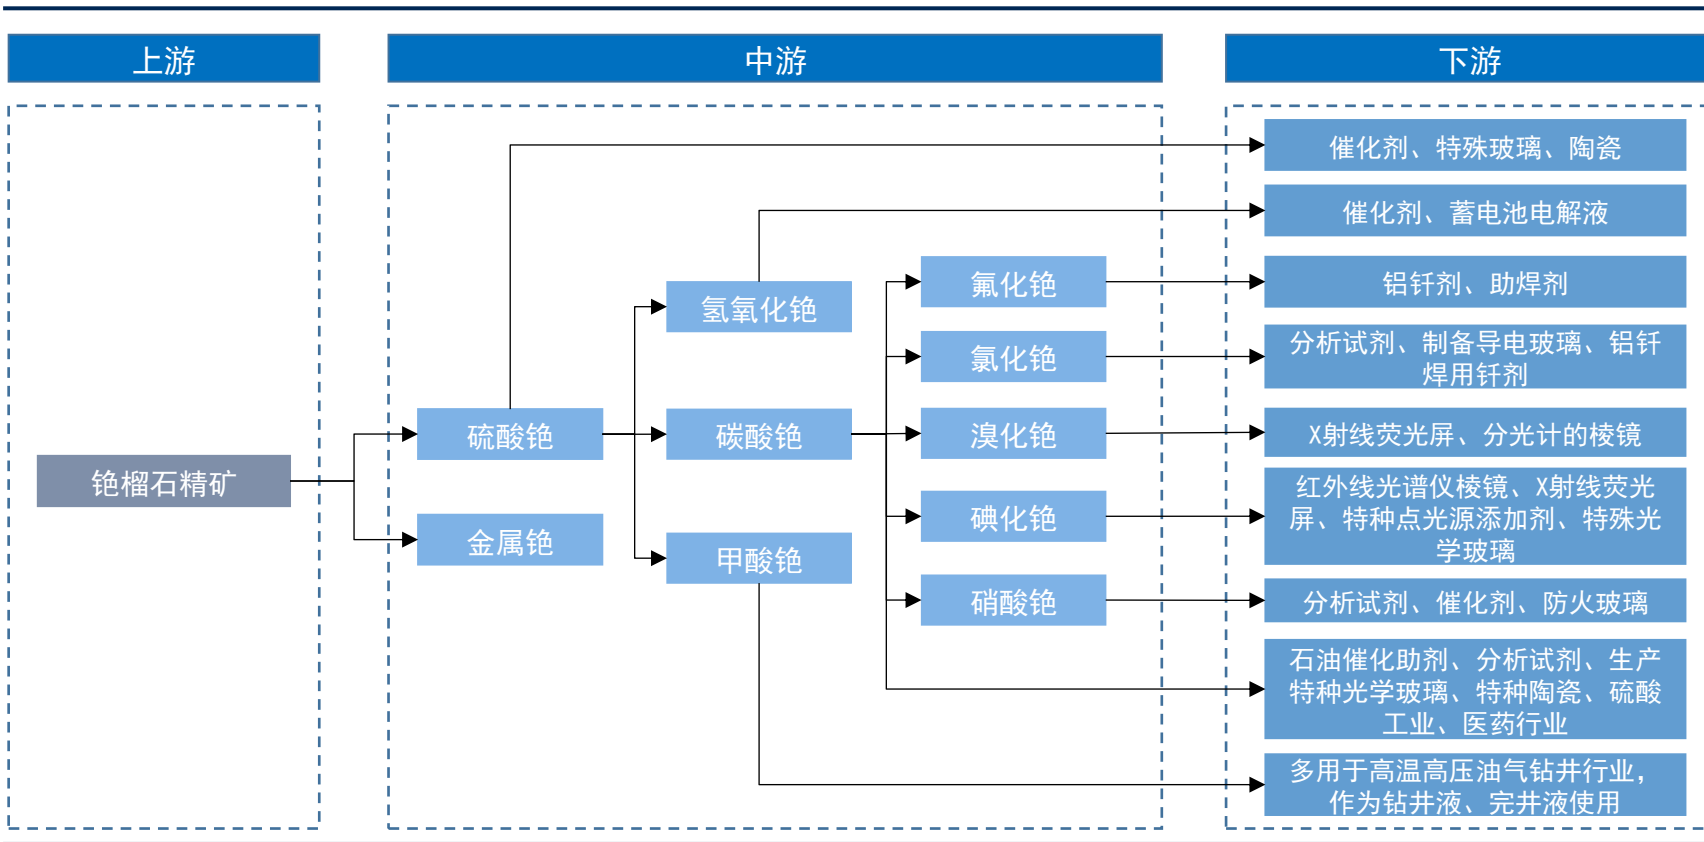 上游
中游
下游
催化剂、特殊玻璃、陶瓷
催化剂、蓄电池电解液
氟化铯
铝钎剂、助焊剂
氢氧化铯
氯化铯
分析试剂、制备导电玻璃、铝钎
焊用钎剂
硫酸铯
碳酸铯
溴化铯
X射线荧光屏、分光计的棱镜
铯榴石精矿
金属铯
碘化铯
红外线光谱仪棱镜、X射线荧光
屏、特种点光源添加剂、特殊光
学玻璃
甲酸铯
硝酸铯
分析试剂、催化剂、防火玻璃
石油催化助剂、分析试剂、生产
特种光学玻璃、特种陶瓷、硫酸
工业、医药行业
多用于高温高压油气钻井行业，
作为钻井液、完井液使用